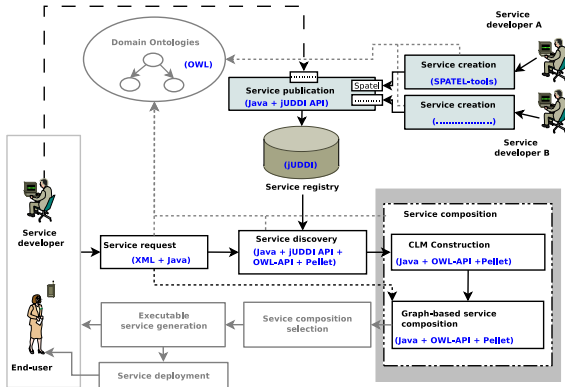 Service
developer A
Domain Ontologies
(OWL)
Service creation
(SPATEL-tools)
Spatel
Service publication
(Java + jUDDI API)
Service creation
(...................)
Service
developer B
(jUDDI)
Service registry
Service
developer
Service composition
Service request
(XML + Java)
Service discovery
(Java + jUDDI API +
OWL-API + Pellet)
CLM Construction
(Java + OWL-API +Pellet)
Executable
service generation
Sevice composition
selection
Graph-based service
composition
(Java + OWL-API + Pellet)
End-user
Service deployment